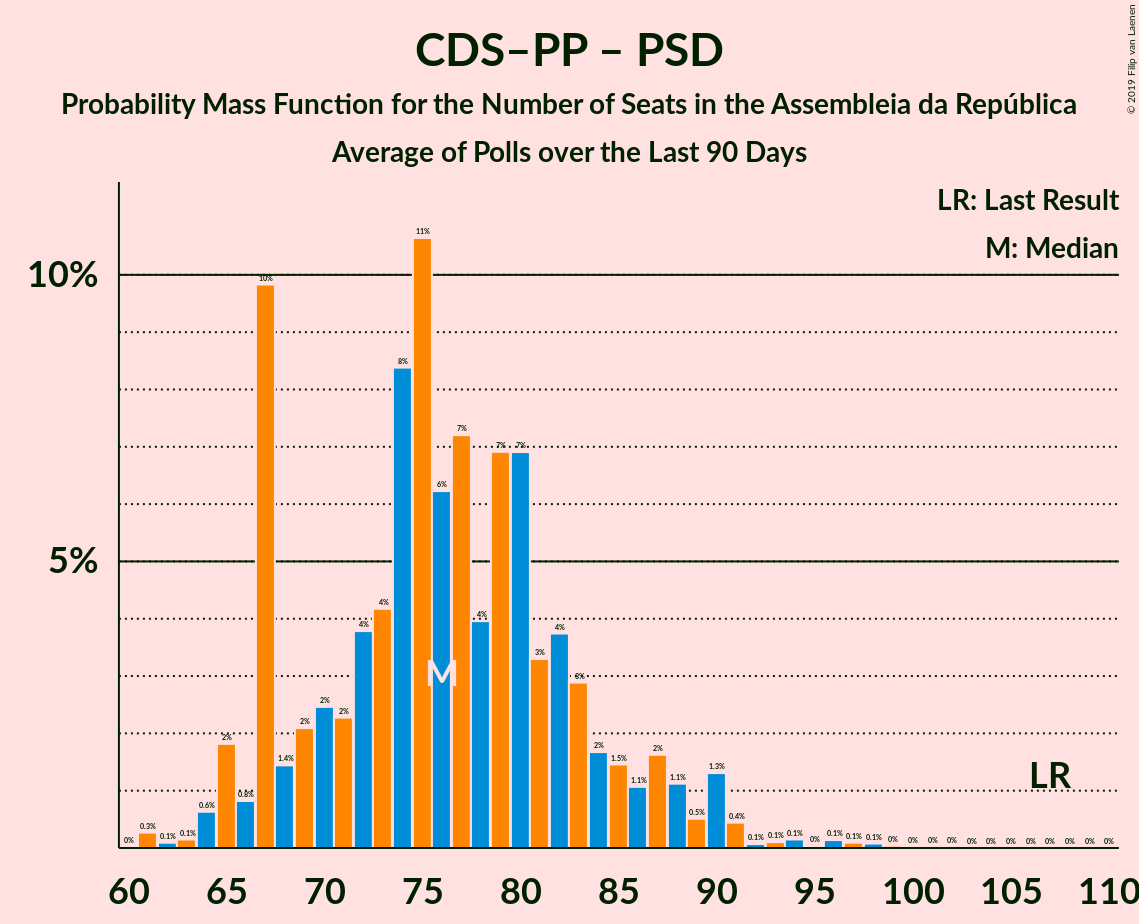 CDS–PP – PSD
Probability Mass Function for the Number of Seats in the Assembleia da República
Average of Polls over the Last 90 Days
© 2019 Filip van Laenen
LR: Last Result
M: Median
10%
5%
0% 0.3% 0.1% 0.1% 0.6% 2% 0.8% 10% 1.4% 2% 2% 2% 4% 4% 8% 11% 6% 7% 4% 7% 7% 3% 4% 3% 2% 1.5% 1.1% 2% 1.1% 0.5% 1.3% 0.4% 0.1% 0.1% 0.1% 0% 0.1% 0.1% 0.1% 0% 0% 0% 0% 0% 0% 0% 0% 0% 0% 0% 0%
M
LR
60 65 70 75 80 85 90 95 100 105 110